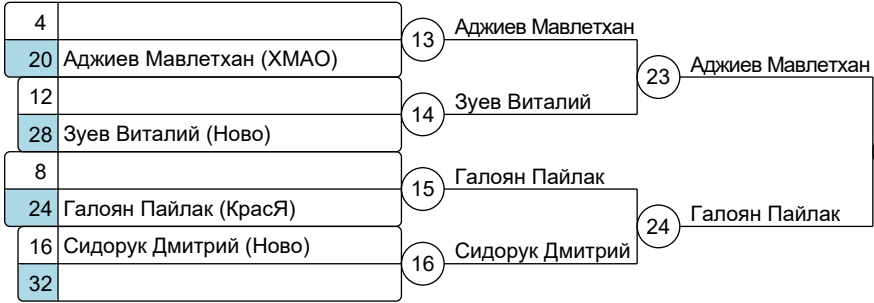 4
20 Аджиев Мавлетхан (ХМАО)
13
Аджиев Мавлетхан
12
28 Зуев Виталий (Ново)
14
Зуев Виталий
23
Аджиев Мавлетхан
8
24 Галоян Пайлак (КрасЯ)
15
Галоян Пайлак
16 Сидорук Дмитрий (Ново)
32
16
Сидорук Дмитрий
24
Галоян Пайлак